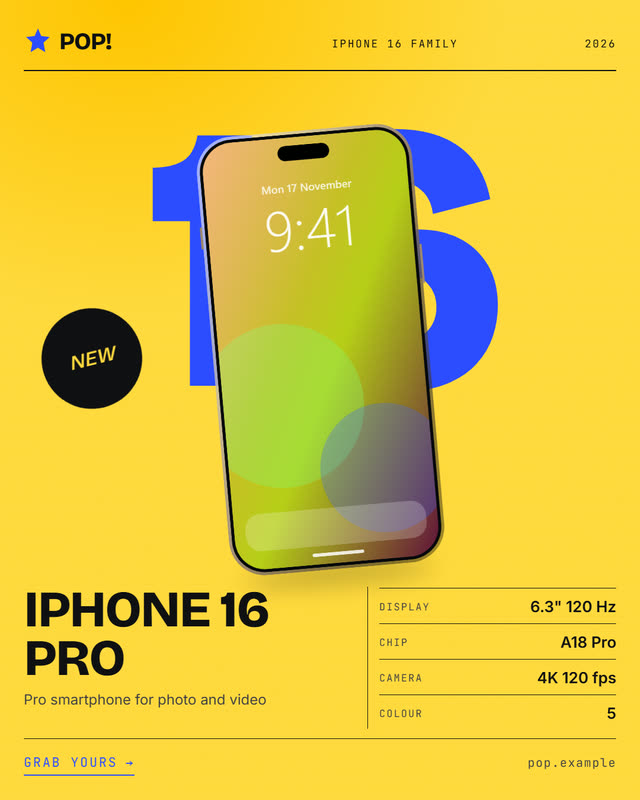 POP!
IPHONE 16 FAMILY
2026
16
Mon 17 November
9:41
NEW
IPHONE 16
PRO
Pro smartphone for photo and video
DISPLAY 6.3" 120 Hz
CHIP A18 Pro
CAMERA 4K 120 fps
COLOUR 5
GRAB YOURS →
pop.example